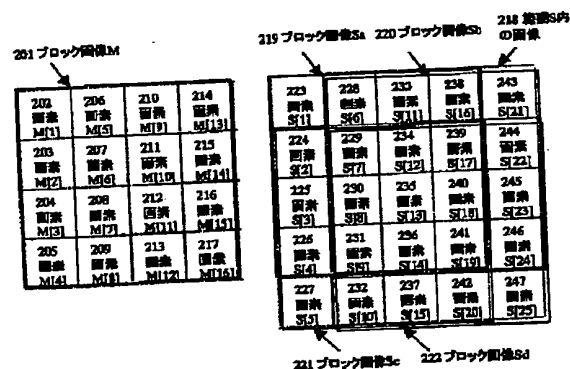 201 ブロック画像M
202 画素 M[1]
206 画素 M[5]
210 画素 M[9]
214 画素 M[13]
203 画素 M[2]
207 画素 M[6]
211 画素 M[10]
215 画素 M[14]
204 画素 M[3]
208 画素 M[7]
212 画素 M[11]
216 画素 M[15]
205 画素 M[4]
209 画素 M[8]
213 画素 M[12]
217 画素 M[16]
219 ブロック画像Sa
220 ブロック画像Sb
218 範囲S内の画像
223 画素 S[1]
228 画素 S[6]
233 画素 S[11]
238 画素 S[16]
243 画素 S[21]
224 画素 S[2]
229 画素 S[7]
234 画素 S[12]
239 画素 S[17]
244 画素 S[22]
225 画素 S[3]
230 画素 S[8]
235 画素 S[13]
240 画素 S[18]
245 画素 S[23]
226 画素 S[4]
231 画素 S[9]
236 画素 S[14]
241 画素 S[19]
246 画素 S[24]
227 画素 S[5]
232 画素 S[10]
237 画素 S[15]
242 画素 S[20]
247 画素 S[25]
221 ブロック画像Sc
222 ブロック画像Sd